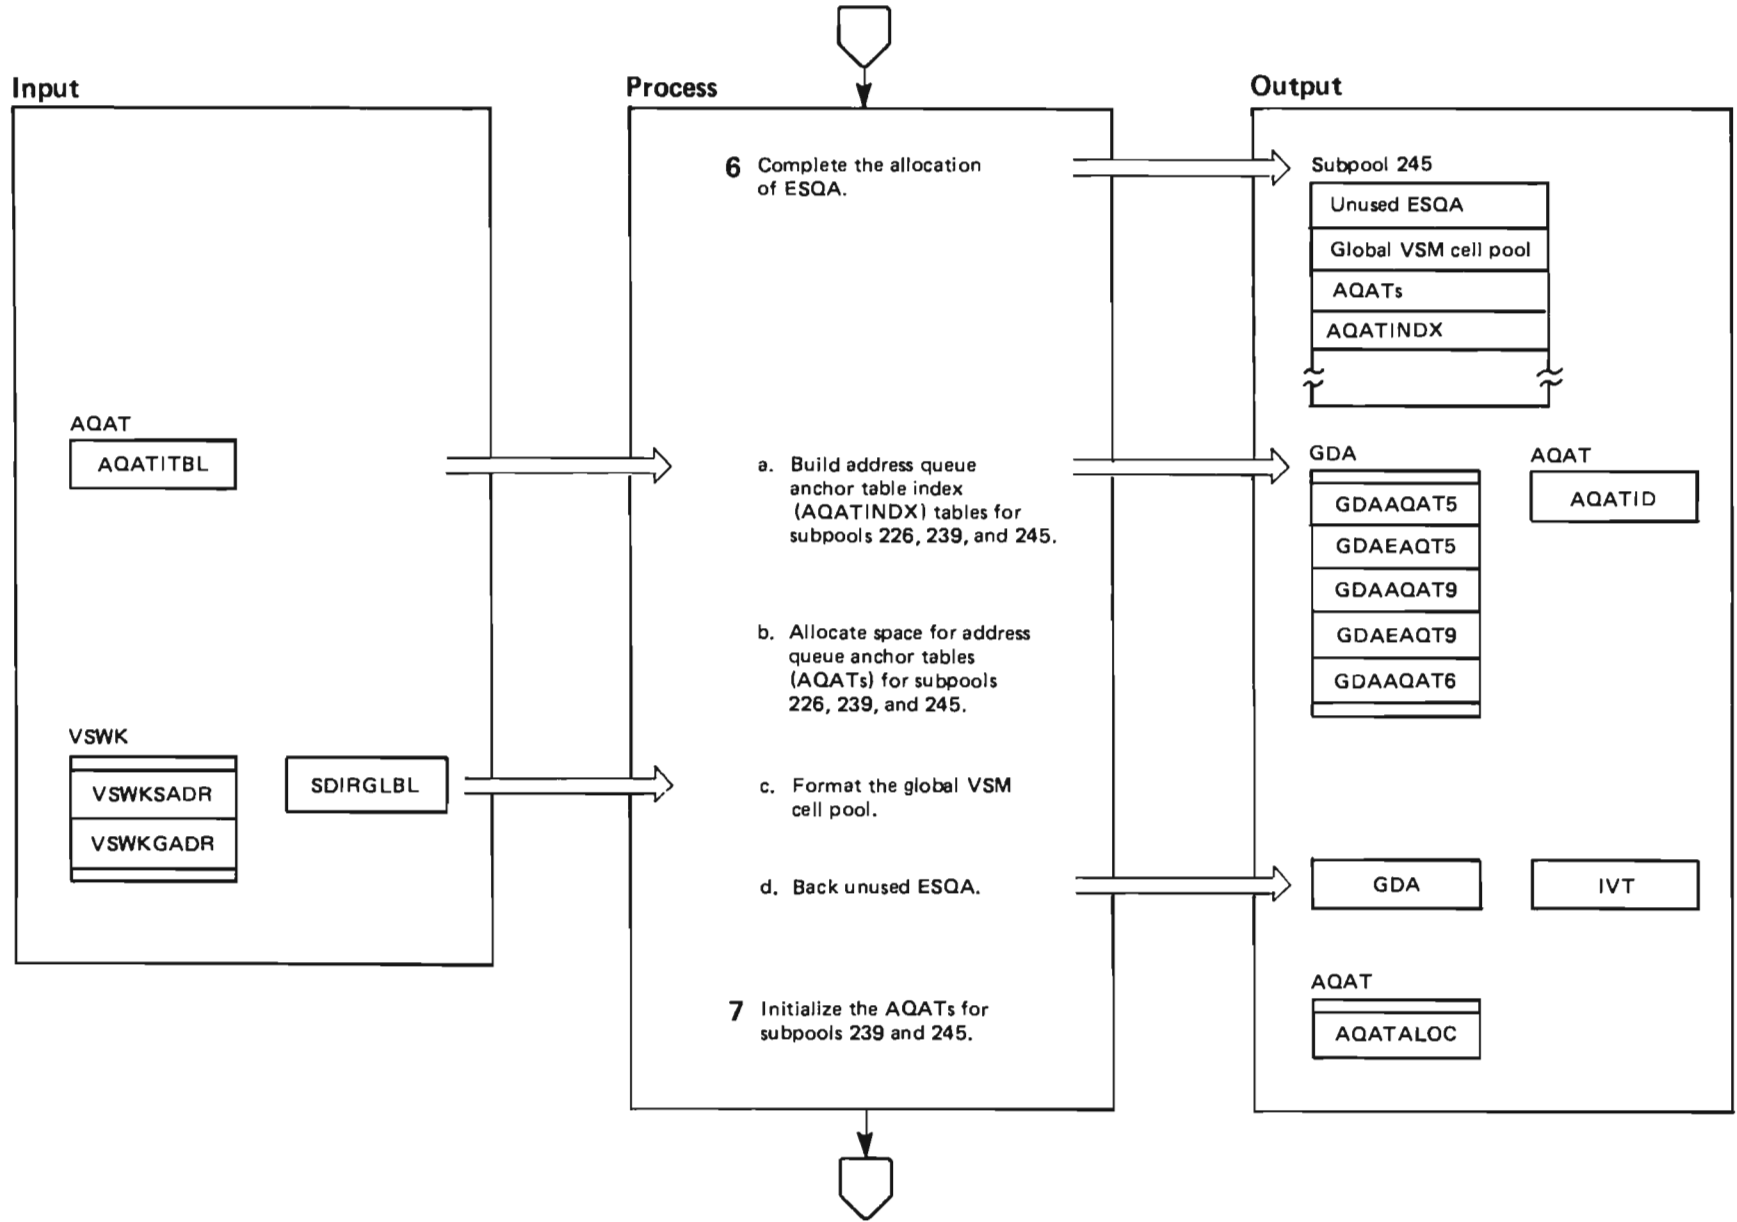 Input
Process
Output
6 Complete the allocation
of ESQA.
Subpool 245
Unused ESQA
Global VSM cell pool
AQATs
AQATINDX
AQAT
AQATITBL
a. Build address queue
anchor table index
(AQATINDX) tables for
subpools 226, 239, and 245.
GDA
GDAAQAT5
GDAEAQT5
GDAAQAT9
GDAEAQT9
GDAAQAT6
AQAT
AQATID
b. Allocate space for address
queue anchor tables
(AQATs) for subpools
226, 239, and 245.
VSWK
VSWKSADR
VSWKGADR
SDIRGLBL
c. Format the global VSM
cell pool.
d. Back unused ESQA.
GDA
IVT
7 Initialize the AQATs for
subpools 239 and 245.
AQAT
AQATALOC